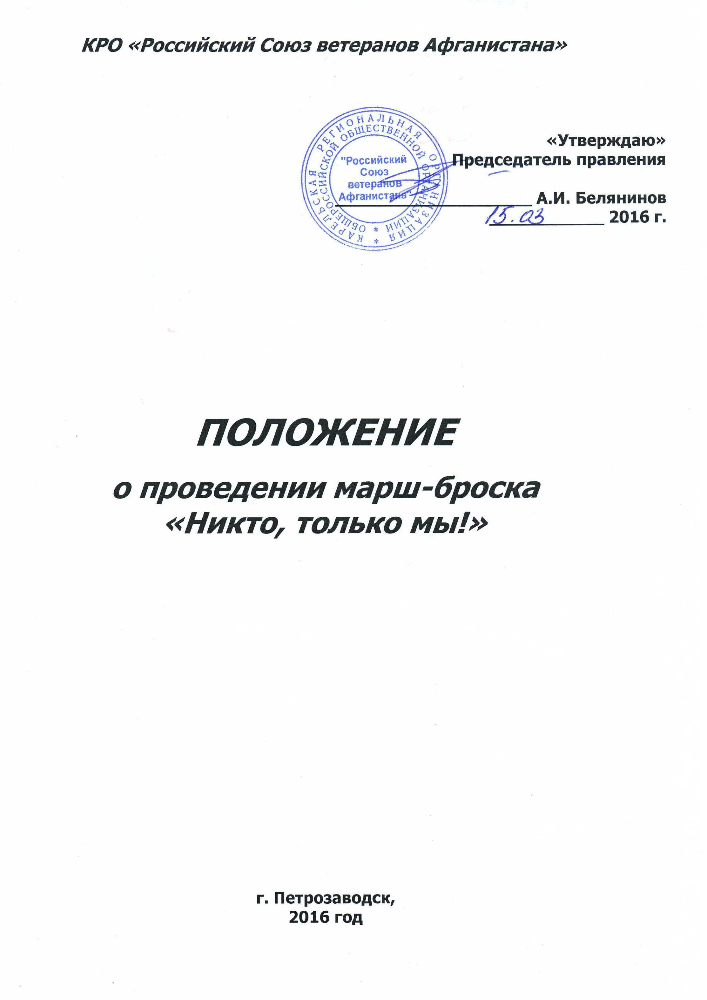 КРО «Российский Союз ветеранов Афганистана»
КАРЕЛЬСКАЯ РЕГИОНАЛЬНАЯ ОРГАНИЗАЦИЯ *
ОБЩЕРОССИЙСКОЙ ОБЩЕСТВЕННОЙ ОРГАНИЗАЦИИ *
"Российский
Союз
ветеранов
Афганистана"
«Утверждаю»
Председатель правления
А.И. Белянинов
15.03 2016 г.
ПОЛОЖЕНИЕ
о проведении марш-броска
«Никто, только мы!»
г. Петрозаводск,
2016 год